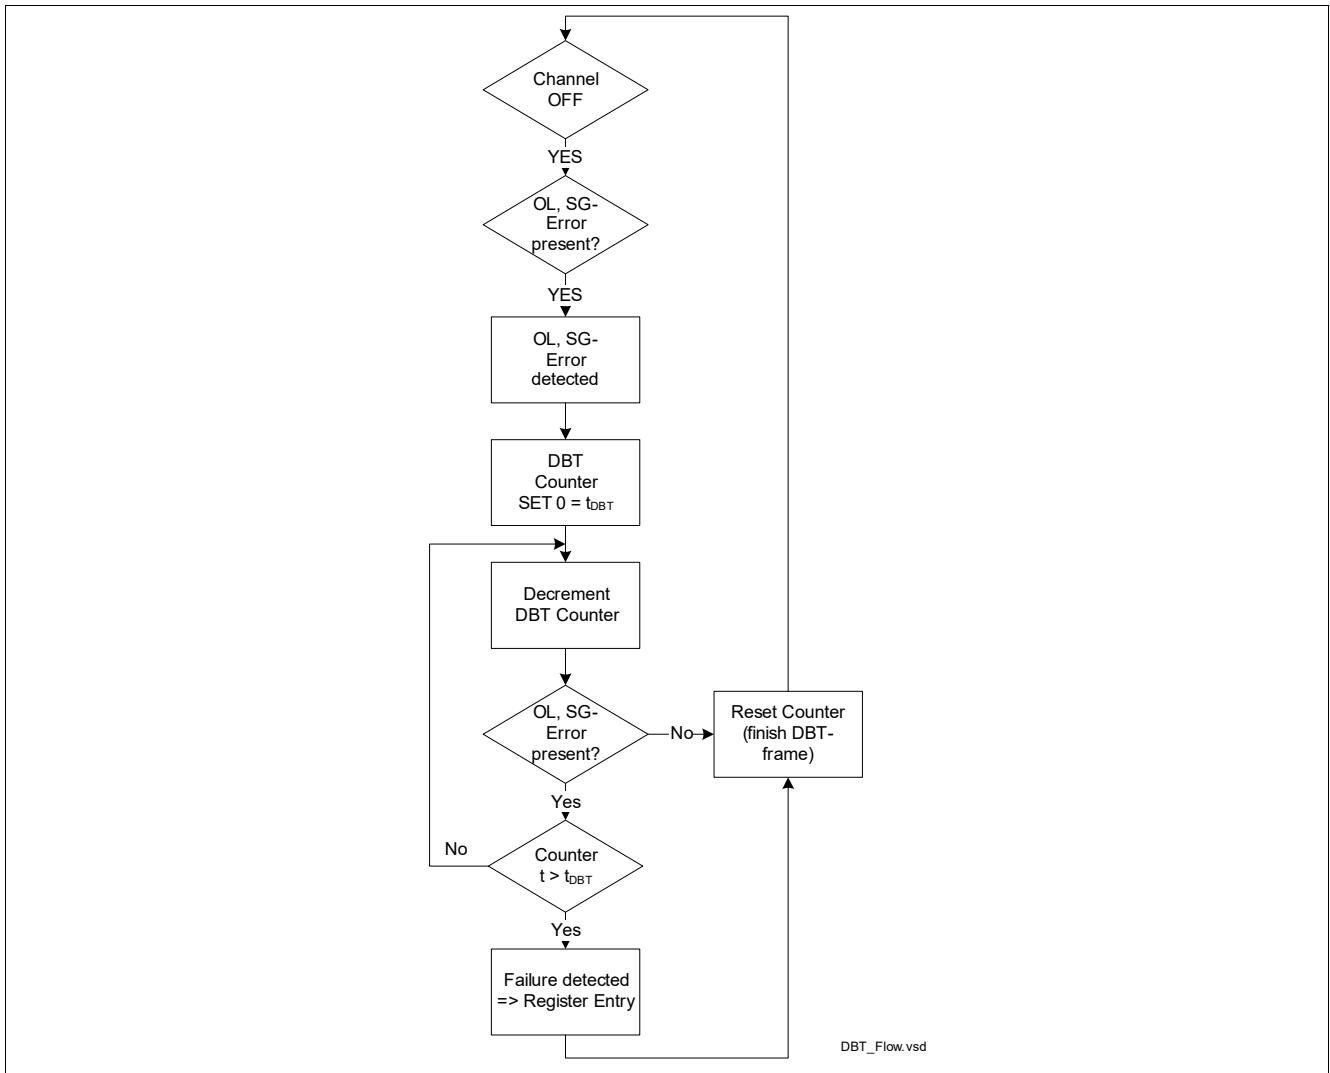 Channel
OFF
YES
OL, SG-
Error
present?
YES
OL, SG-
Error
detected
DBT
Counter
SET 0 = tDBT
Decrement
DBT Counter
OL, SG-
Error
present?
No
Reset Counter
(finish DBT-
frame)
Yes
No
Counter
t > tDBT
Yes
Failure detected
=> Register Entry
DBT_Flow.vsd